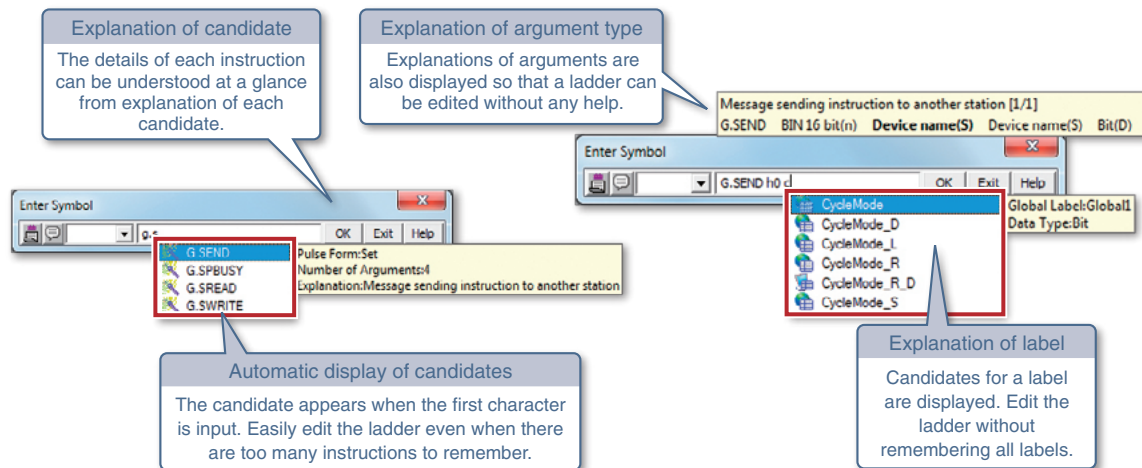 Explanation of candidate
The details of each instruction
can be understood at a glance
from explanation of each
candidate.
Explanation of argument type
Explanations of arguments are
also displayed so that a ladder can
be edited without any help.
Message sending instruction to another station [1/1]
G.SEND BIN 16 bit(n) Device name(S) Device name(S) Bit(D)
Enter Symbol
G.SEND h0 c
OK Exit Help
CycleMode
CycleMode_D
CycleMode_L
CycleMode_R
CycleMode_R_D
CycleMode_S
Global Label:Global1
Data Type:Bit
Enter Symbol
g.s
OK Exit Help
G.SEND
G.SPBUSY
G.SREAD
G.SWRITE
Pulse Form:Set
Number of Arguments:4
Explanation:Message sending instruction to another station
Automatic display of candidates
The candidate appears when the first character
is input. Easily edit the ladder even when there
are too many instructions to remember.
Explanation of label
Candidates for a label
are displayed. Edit the
ladder without
remembering all labels.